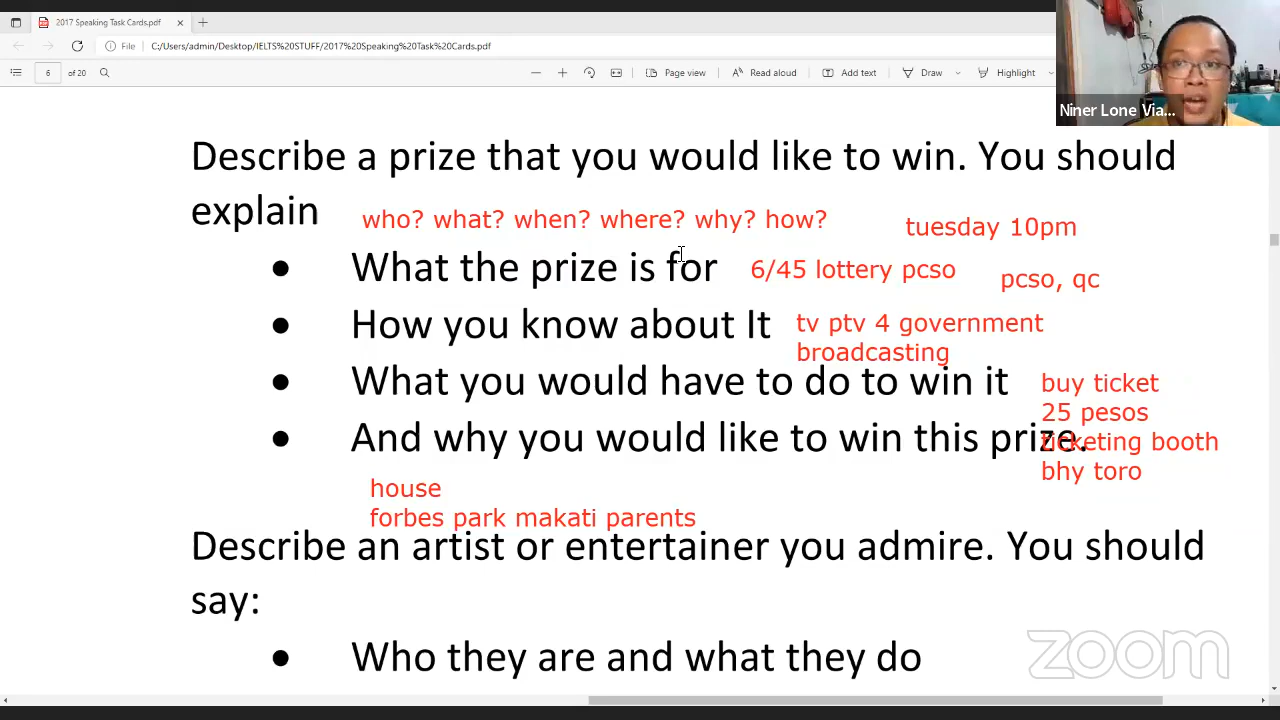 2017 Speaking Task Cards.pdf
File C:/Users/admin/Desktop/IELTS%20STUFF/2017%20Speaking%20Task%20Cards.pdf
6 of 20 Page view Read aloud Add text Draw Highlight
Niner Lone Via...
Describe a prize that you would like to win. You should
explain
who? what? when? where? why? how?
tuesday 10pm
What the prize is for
6/45 lottery pcso
pcso, qc
How you know about It
tv ptv 4 government
broadcasting
What you would have to do to win it
buy ticket
25 pesos
And why you would like to win this prize.
ticketing booth
bhy toro
house
forbes park makati parents
Describe an artist or entertainer you admire. You should
say:
Who they are and what they do
zoom